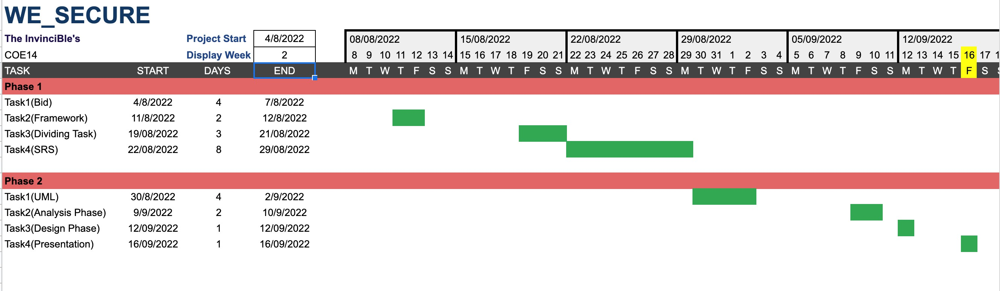 WE_SECURE
The InvinciBle's Project Start 4/8/2022 08/08/2022 15/08/2022 22/08/2022 29/08/2022 05/09/2022 12/09/2022
COE14 Display Week 2 8 9 10 11 12 13 14 15 16 17 18 19 20 21 22 23 24 25 26 27 28 29 30 31 1 2 3 4 5 6 7 8 9 10 11 12 13 14 15 16 17
TASK START DAYS END M T W T F S S M T W T F S S M T W T F S S M T W T F S S M T W T F S S M T W T F S
Phase 1
Task1(Bid) 4/8/2022 4 7/8/2022
Task2(Framework) 11/8/2022 2 12/8/2022
Task3(Dividing Task) 19/08/2022 3 21/08/2022
Task4(SRS) 22/08/2022 8 29/08/2022
Phase 2
Task1(UML) 30/8/2022 4 2/9/2022
Task2(Analysis Phase) 9/9/2022 2 10/9/2022
Task3(Design Phase) 12/09/2022 1 12/09/2022
Task4(Presentation) 16/09/2022 1 16/09/2022